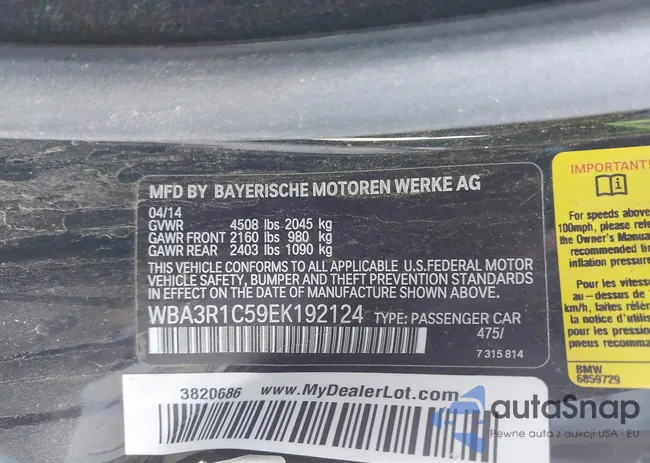 MFD BY BAYERISCHE MOTOREN WERKE AG
04/14
GVWR 4508 lbs 2045 kg
GAWR FRONT 2160 lbs 980 kg
GAWR REAR 2403 lbs 1090 kg
THIS VEHICLE CONFORMS TO ALL APPLICABLE U.S.FEDERAL MOTOR
VEHICLE SAFETY, BUMPER AND THEFT PREVENTION STANDARDS
IN EFFECT ON THE DATE OF MANUFACTURE SHOWN ABOVE.
WBA3R1C59EK192124 TYPE: PASSENGER CAR
475/
7 315 814
IMPORTANT
For speeds above
100mph, please refe
the Owner's Manua
recommended tire
inflation pressure
Pour les vitesse
au-dessus de
km/h, faites réfé
la notice d'utilis
pour les pressio
pneus recomma
BMW
6859729
3820686 www.MyDealerLot.com
autoSnap
Pewne auta z aukcji USA i EU